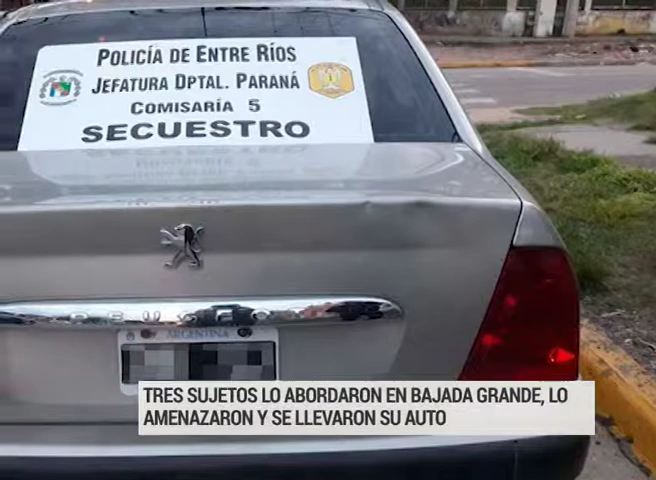 POLICÍA DE ENTRE RÍOS
JEFATURA DPTAL. PARANÁ
COMISARÍA 5
SECUESTRO
PEUGEOT
ARGENTINA
TRES SUJETOS LO ABORDARON EN BAJADA GRANDE, LO
AMENAZARON Y SE LLEVARON SU AUTO